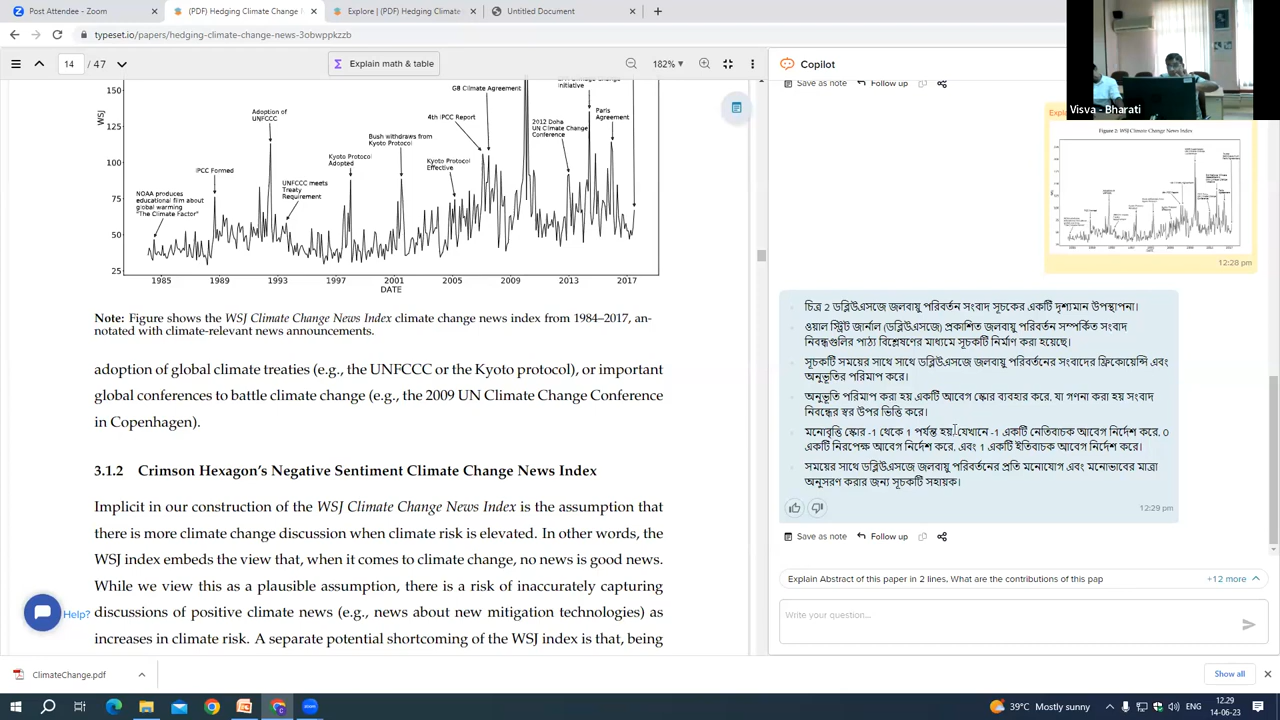 Post Attendee - Zoom
(PDF) Hedging Climate Change
Explore | (PDF) Hedging Climate
Untitled Document
typeset.io/papers/hedging-climate-change-news-3obwppkzzb
14 / 47
Explain math & table
182%
Copilot
Visva - Bharati
Save as note
Follow up
150
125
100
75
50
25
WSJ
G8 Climate Agreement
Initiative
Adoption of
UNFCCC
4th IPCC Report
Paris
Agreement
2012 Doha
UN Climate Change
Conference
Bush withdraws from
Kyoto Protocol
Kyoto Protocol
Adopted
Kyoto Protocol
Effective
IPCC Formed
UNFCCC meets
Treaty
Requirement
NOAA produces
educational film about
global warming
"The Climate Factor"
1985
1989
1993
1997
2001
2005
2009
2013
2017
DATE
Note: Figure shows the WSJ Climate Change News Index climate change news index from 1984–2017, an-
notated with climate-relevant news announcements.
adoption of global climate treaties (e.g., the UNFCCC or the Kyoto protocol), or important
global conferences to battle climate change (e.g., the 2009 UN Climate Change Conference
in Copenhagen).
3.1.2 Crimson Hexagon's Negative Sentiment Climate Change News Index
Implicit in our construction of the WSJ Climate Change News Index is the assumption that
there is more climate change discussion when climate risk is elevated. In other words, the
WSJ index embeds the view that, when it comes to climate change, no news is good news.
While we view this as a plausible assumption, there is a risk of inaccurately capturing
discussions of positive climate news (e.g., news about new mitigation technologies) as
increases in climate risk. A separate potential shortcoming of the WSJ index is that, being
Help?
Figure 2: WSJ Climate Change News Index
12:28 pm
চিত্র 2 ডব্লিউএসজে জলবায়ু পরিবর্তন সংবাদ সূচকের একটি দৃশ্যমান উপস্থাপনা।
ওয়াল স্ট্রিট জার্নাল (ডব্লিউএসজে) প্রকাশিত জলবায়ু পরিবর্তন সম্পর্কিত সংবাদ
নিবন্ধগুলির পাঠ্য বিশ্লেষণের মাধ্যমে সূচকটি নির্মাণ করা হয়েছে।
সূচকটি সময়ের সাথে সাথে ডব্লিউএসজে জলবায়ু পরিবর্তনের সংবাদের ফ্রিকোয়েন্সি এবং
অনুভূতির পরিমাপ করে।
অনুভূতি পরিমাপ করা হয় একটি আবেগ স্কোর ব্যবহার করে, যা গণনা করা হয় সংবাদ
নিবন্ধের স্বর উপর ভিত্তি করে।
মনোবৃত্তি স্কোর -1 থেকে 1 পর্যন্ত হয়, যেখানে -1 একটি নেতিবাচক আবেগ নির্দেশ করে, 0
একটি নিরপেক্ষ আবেগ নির্দেশ করে, এবং 1 একটি ইতিবাচক আবেগ নির্দেশ করে।
সময়ের সাথে ডব্লিউএসজে জলবায়ু পরিবর্তনের প্রতি মনোযোগ এবং মনোভাবের মাত্রা
অনুসরণ করার জন্য সূচকটি সহায়ক।
12:29 pm
Save as note
Follow up
Explain Abstract of this paper in 2 lines, What are the contributions of this pap
+12 more
Write your question...
ClimateChange.pdf
Show all
39°C Mostly sunny
ENG
12.29
14-06-23